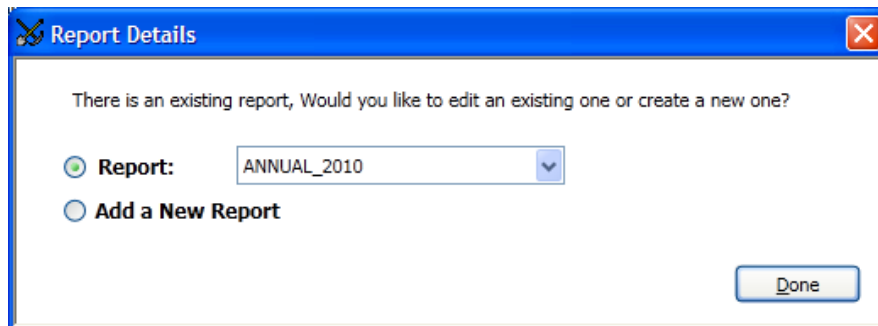 Report Details
There is an existing report, Would you like to edit an existing one or create a new one?
Report: ANNUAL_2010
Add a New Report
Done